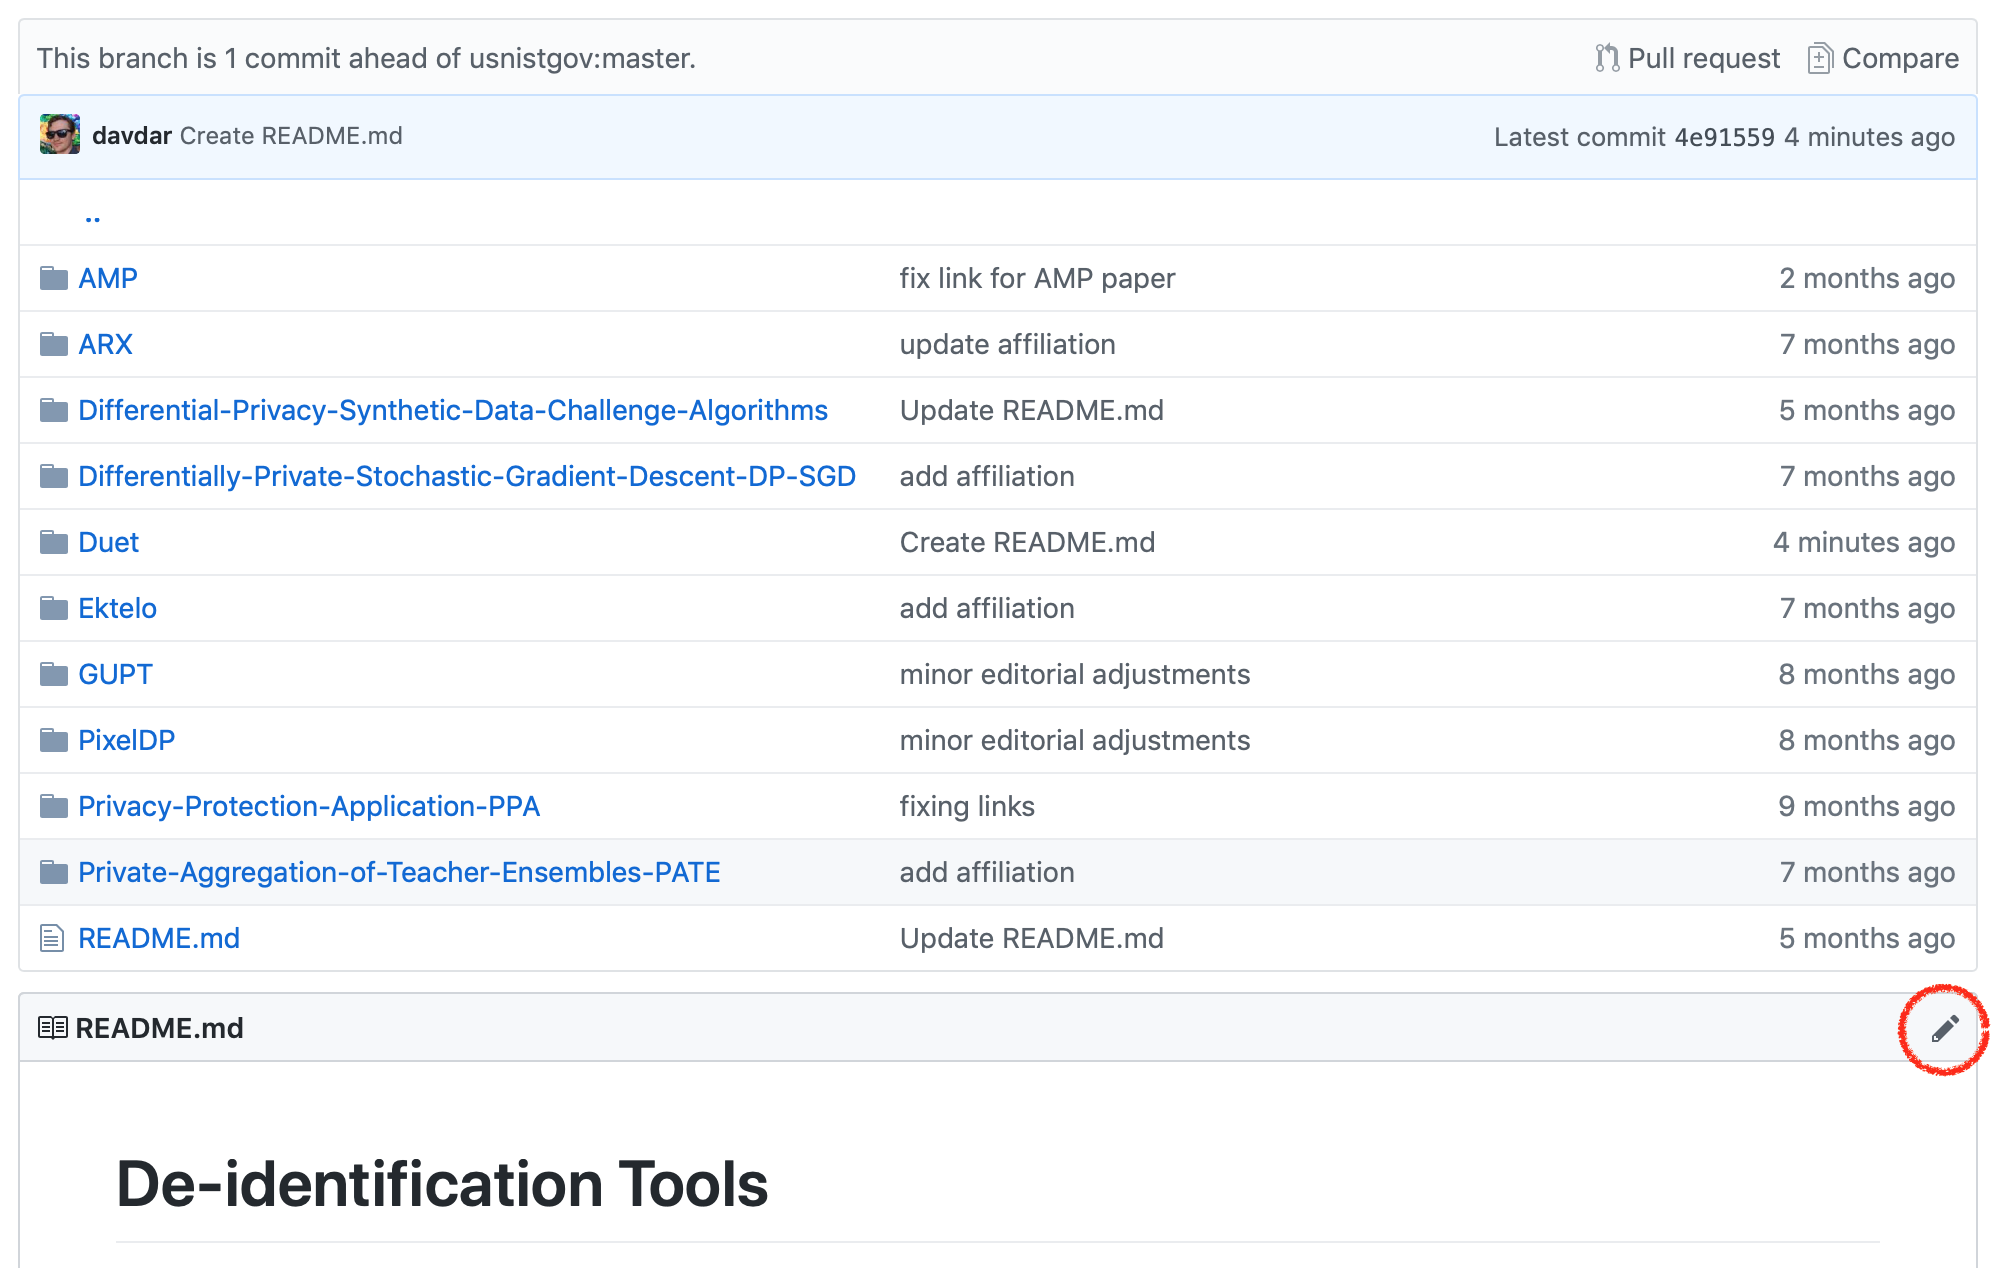 This branch is 1 commit ahead of usnistgov:master. Pull request Compare
davdar Create README.md Latest commit 4e91559 4 minutes ago
..
AMP fix link for AMP paper 2 months ago
ARX update affiliation 7 months ago
Differential-Privacy-Synthetic-Data-Challenge-Algorithms Update README.md 5 months ago
Differentially-Private-Stochastic-Gradient-Descent-DP-SGD add affiliation 7 months ago
Duet Create README.md 4 minutes ago
Ektelo add affiliation 7 months ago
GUPT minor editorial adjustments 8 months ago
PixelDP minor editorial adjustments 8 months ago
Privacy-Protection-Application-PPA fixing links 9 months ago
Private-Aggregation-of-Teacher-Ensembles-PATE add affiliation 7 months ago
README.md Update README.md 5 months ago
README.md
De-identification Tools